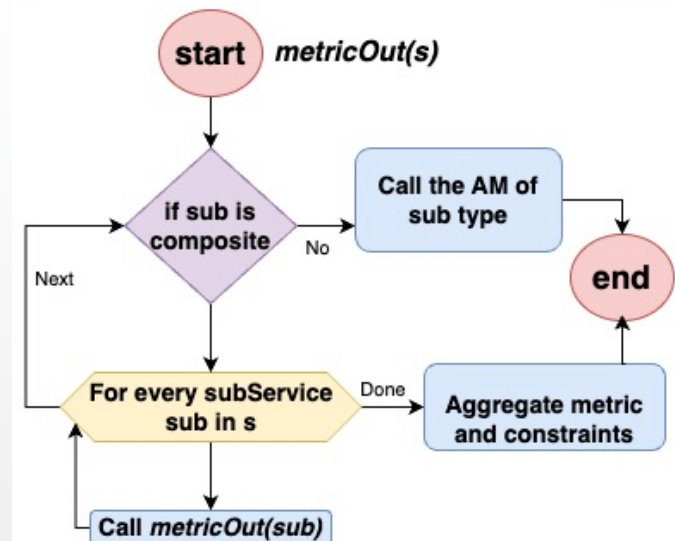 start
metricOut(s)
if sub is
composite
No
Call the AM of
sub type
end
Next
For every subService
sub in s
Done
Aggregate metric
and constraints
Call metricOut(sub)